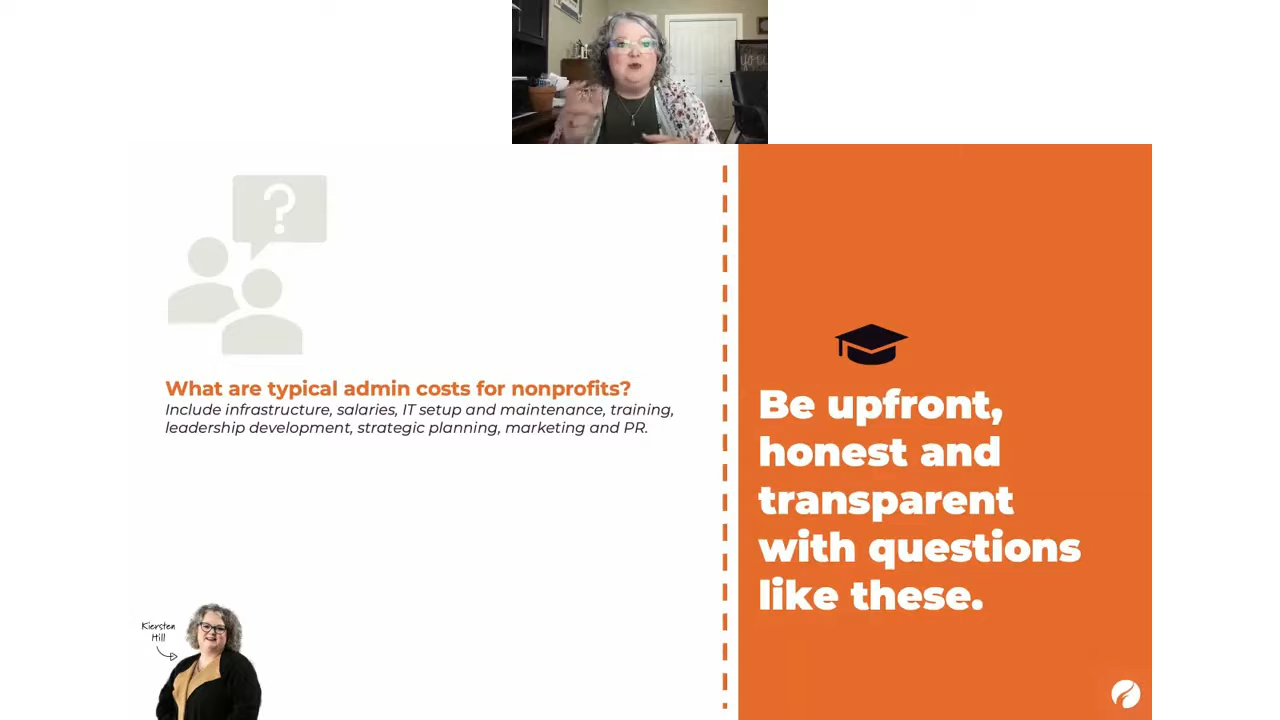 ?
What are typical admin costs for nonprofits?
Include infrastructure, salaries, IT setup and maintenance, training,
leadership development, strategic planning, marketing and PR.
Kiersten
Hill
Be upfront,
honest and
transparent
with questions
like these.